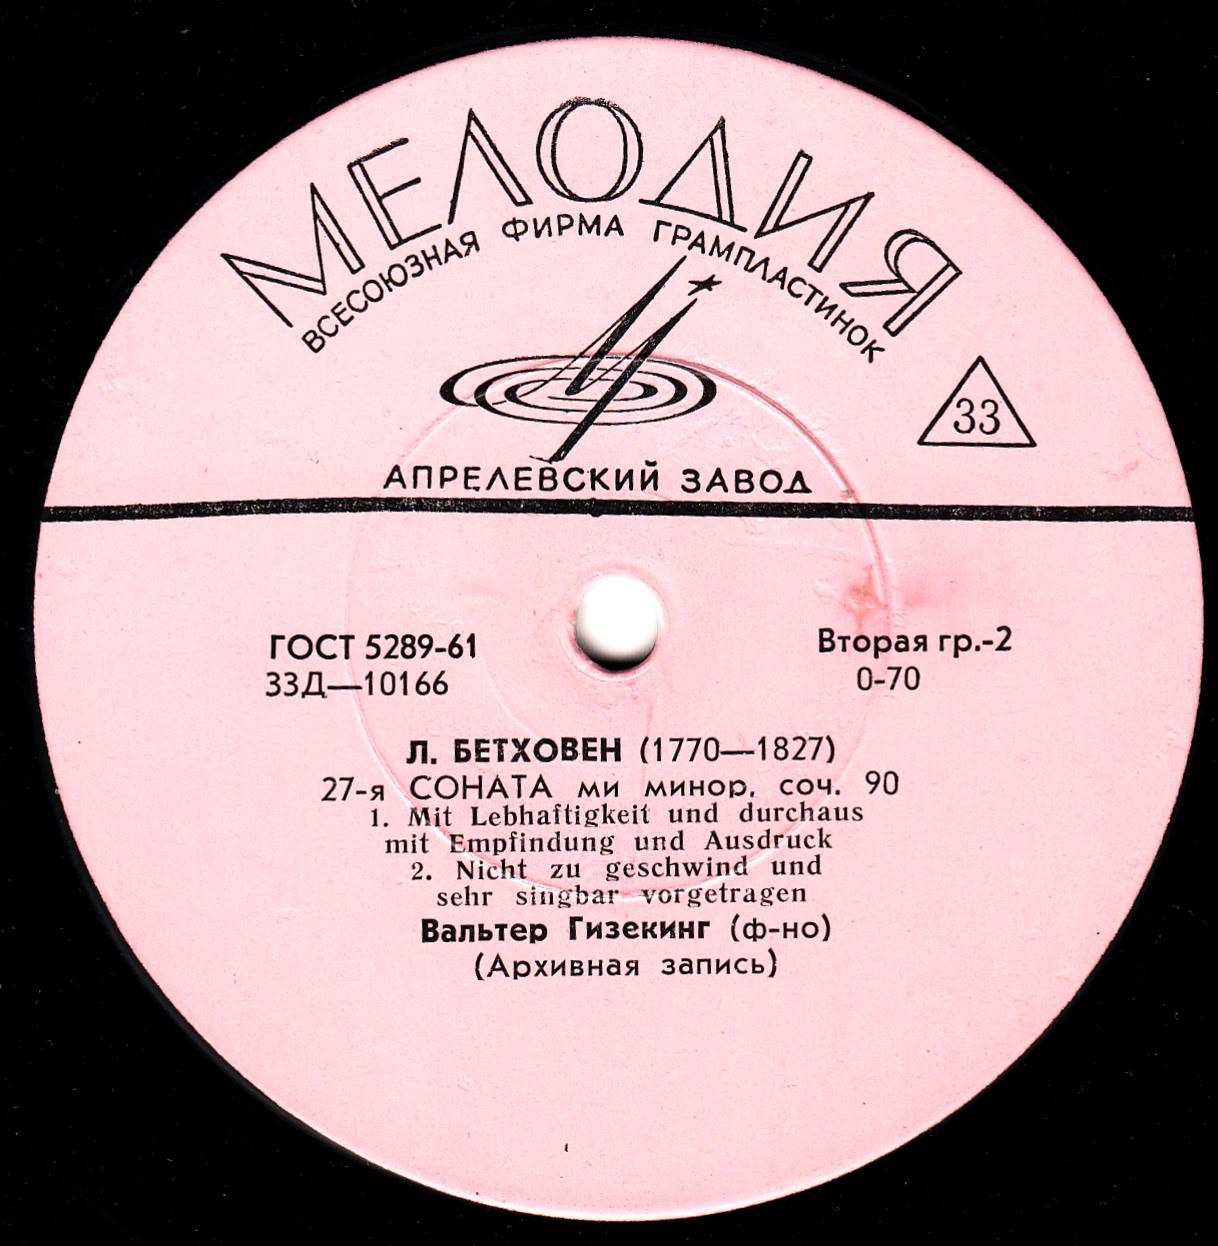 МЕЛОДИЯ
ВСЕСОЮЗНАЯ ФИРМА ГРАМПЛАСТИНОК
33
АПРЕЛЕВСКИЙ ЗАВОД
ГОСТ 5289-61
Вторая гр.-2
33Д—10166
0-70
Л. БЕТХОВЕН (1770—1827)
27-я СОНАТА ми минор, соч. 90
1. Mit Lebhaftigkeit und durchaus
mit Empfindung und Ausdruck
2. Nicht zu geschwind und
sehr singbar vorgetragen
Вальтер Гизекинг (ф-но)
(Архивная запись)